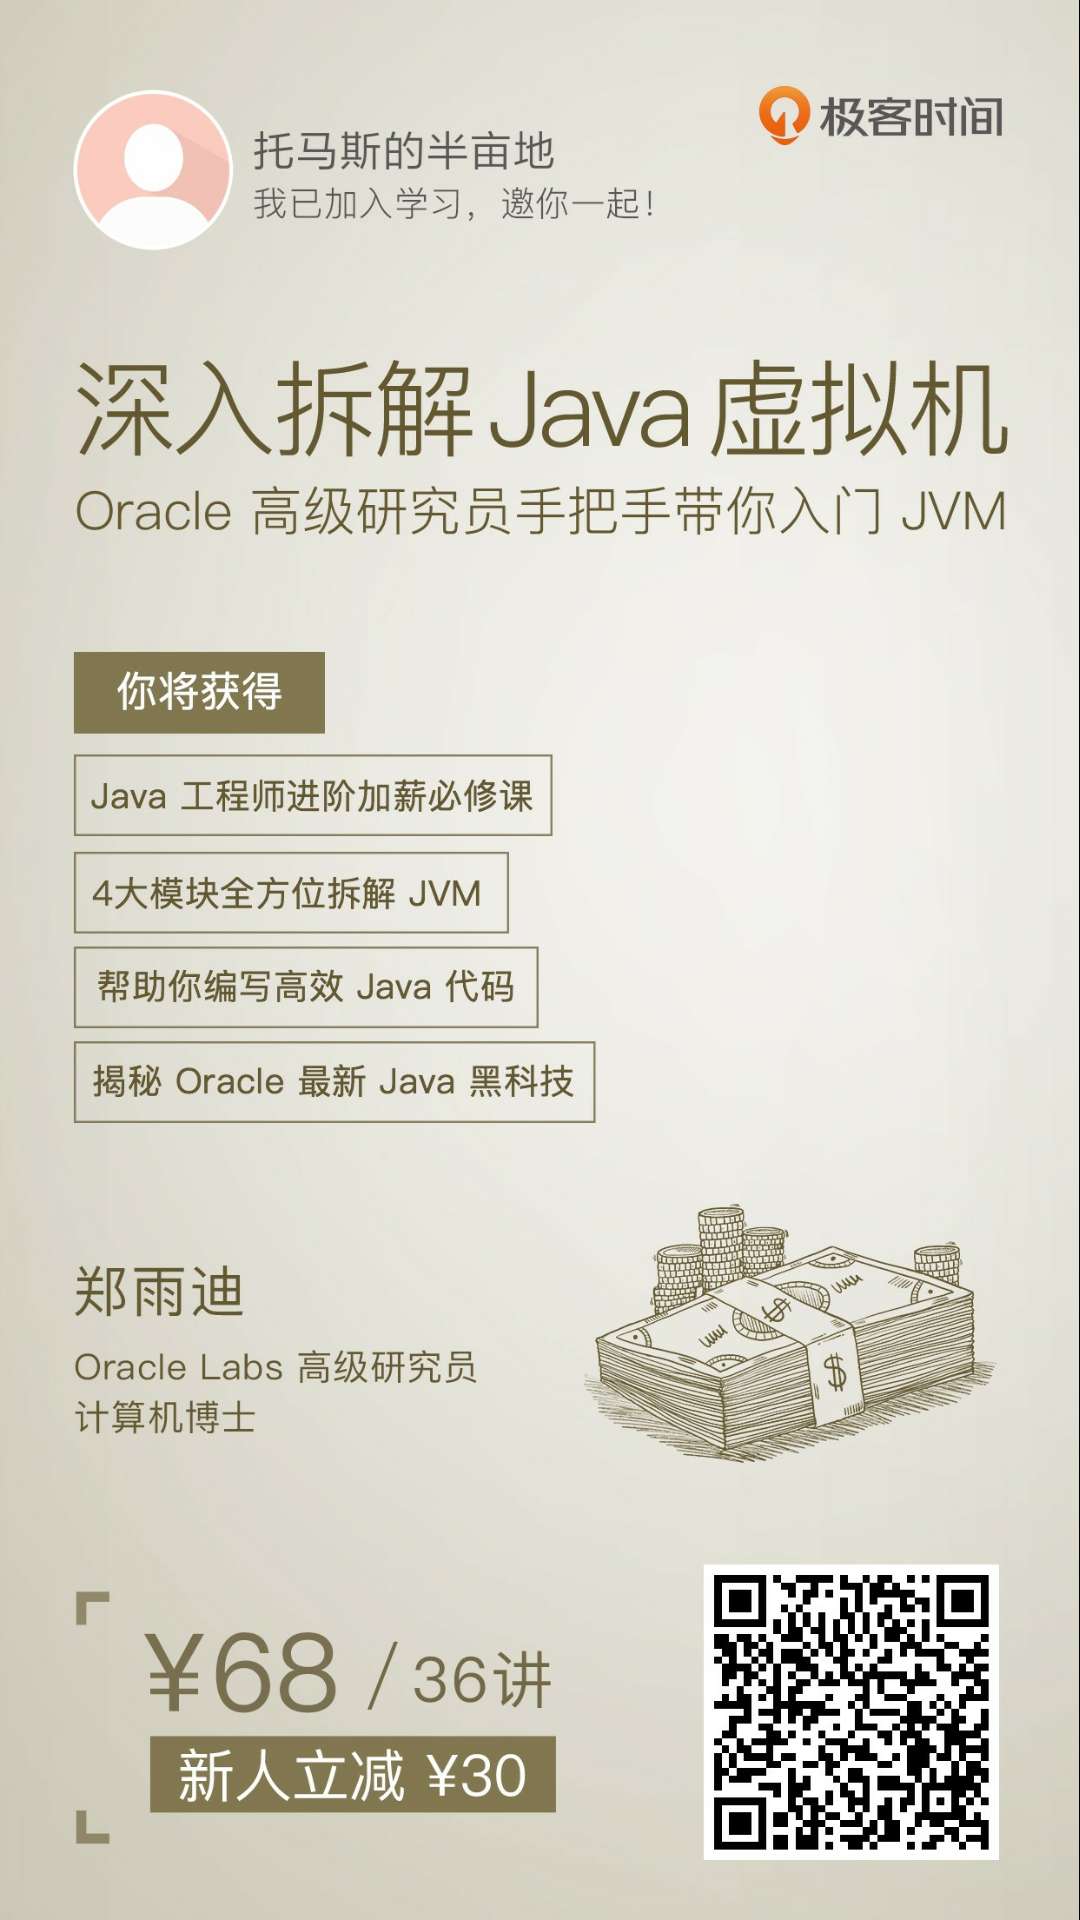 极客时间
托马斯的半亩地
我已加入学习，邀你一起！
深入拆解 Java 虚拟机
Oracle 高级研究员手把手带你入门 JVM
你将获得
Java 工程师进阶加薪必修课
4大模块全方位拆解 JVM
帮助你编写高效 Java 代码
揭秘 Oracle 最新 Java 黑科技
郑雨迪
Oracle Labs 高级研究员
计算机博士
$
$
¥68 / 36讲
新人立减 ¥30